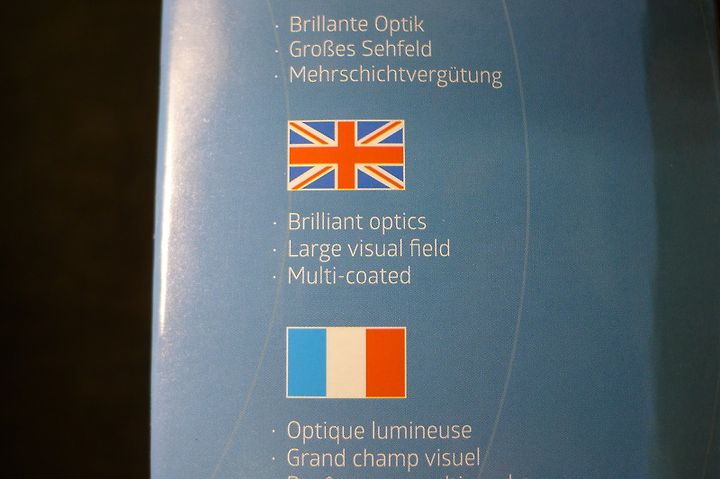 · Brillante Optik
· Großes Sehfeld
· Mehrschichtvergütung
· Brilliant optics
· Large visual field
· Multi-coated
· Optique lumineuse
· Grand champ visuel